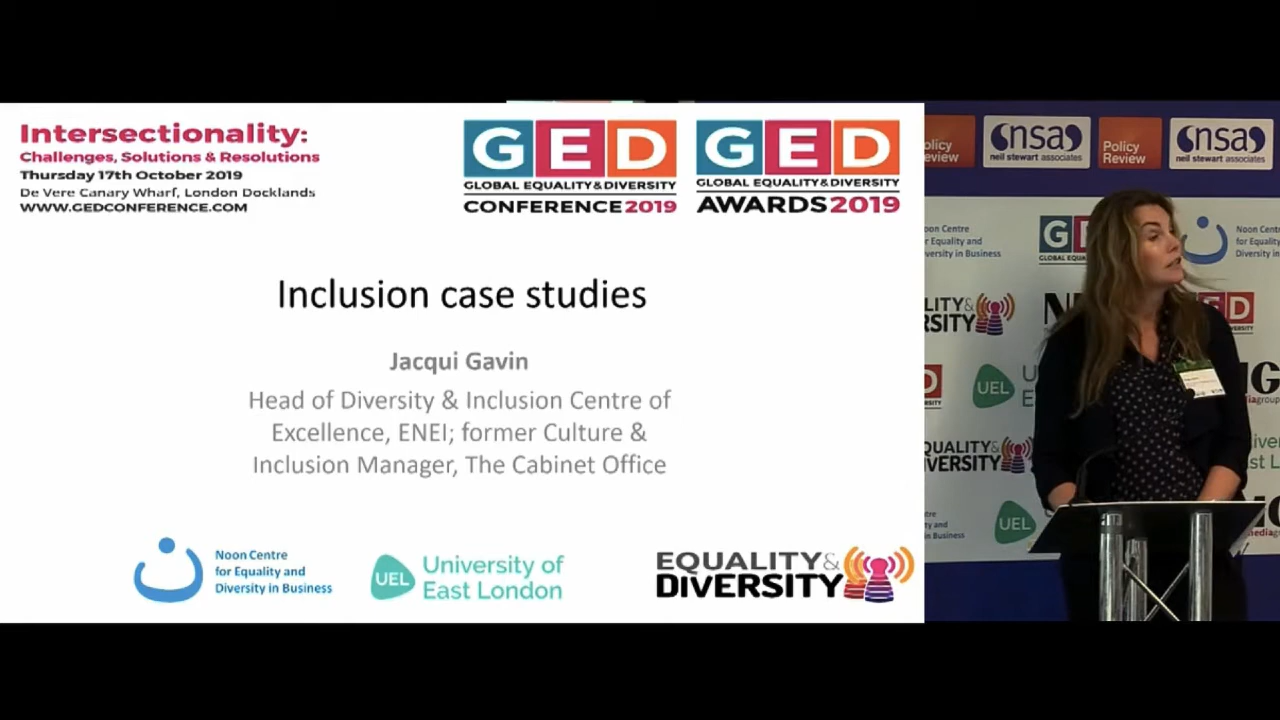 Intersectionality:
Challenges, Solutions & Resolutions
Thursday 17th October 2019
De Vere Canary Wharf, London Docklands
WWW.GEDCONFERENCE.COM
GED
GLOBAL EQUALITY & DIVERSITY
CONFERENCE 2019
GED
GLOBAL EQUALITY & DIVERSITY
AWARDS 2019
Inclusion case studies
Jacqui Gavin
Head of Diversity & Inclusion Centre of
Excellence, ENEI; former Culture &
Inclusion Manager, The Cabinet Office
Noon Centre
for Equality and
Diversity in Business
UEL
University of
East London
EQUALITY &
DIVERSITY
nsa
neil stewart associates
Policy
Review
nsa
neil stewart associates
UEL
UEL